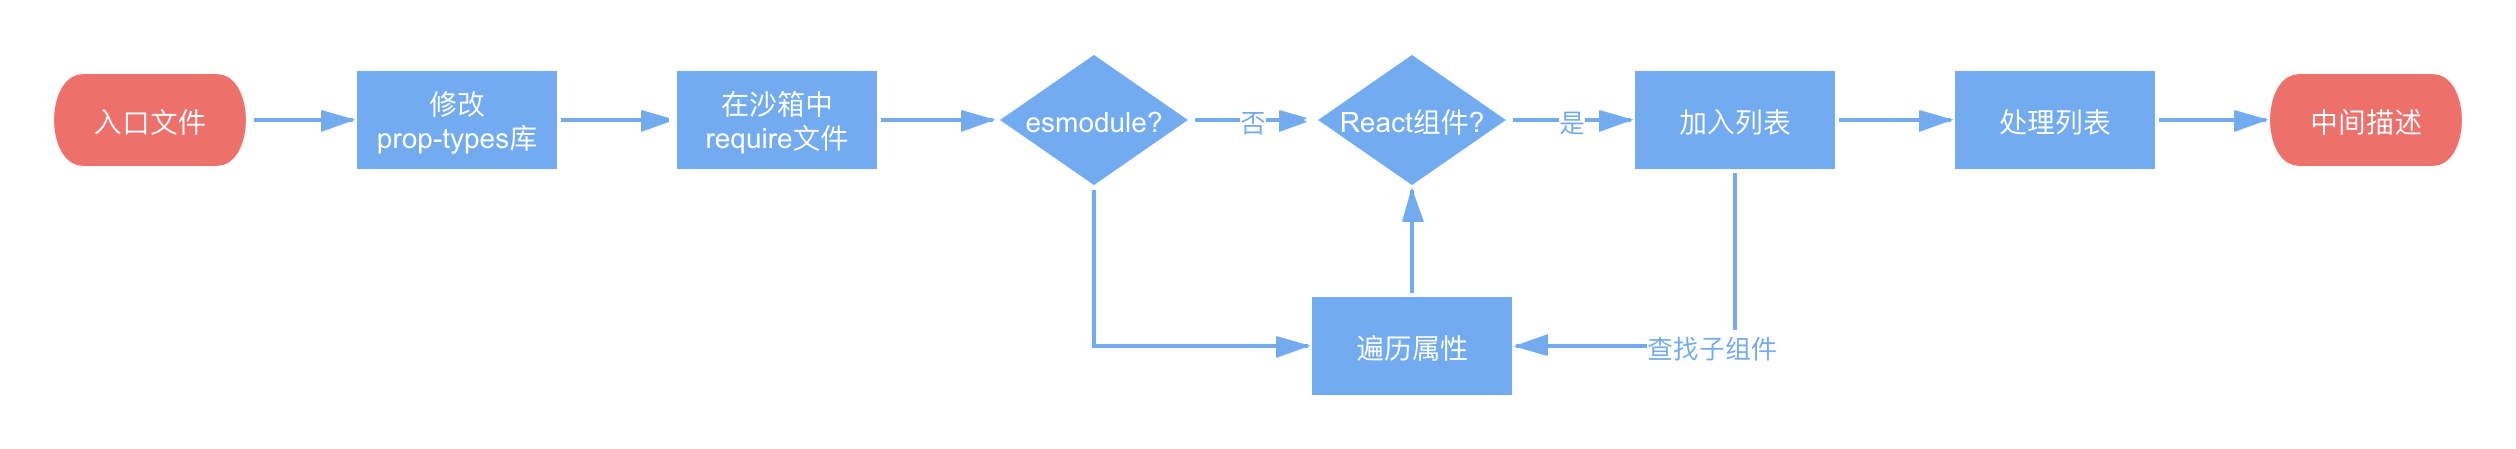 入口文件
修改
prop-types库
在沙箱中
require文件
esmodule?
否
React组件?
是
加入列表
处理列表
中间描述
遍历属性
查找子组件